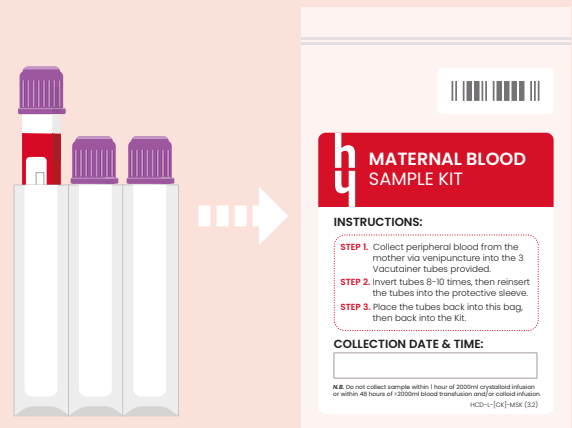 hy
MATERNAL BLOOD
SAMPLE KIT
INSTRUCTIONS:
STEP 1. Collect peripheral blood from the
mother via venipuncture into the 3
Vacutainer tubes provided.
STEP 2. Invert tubes 8-10 times, then reinsert
the tubes into the protective sleeve.
STEP 3. Place the tubes back into this bag,
then back into the Kit.
COLLECTION DATE & TIME:
N.B. Do not collect sample within 1 hour of 2000ml crystalloid infusion
or within 48 hours of >2000ml blood transfusion and/or colloid infusion.
HCD-L-[CK]-MSK (3.2)